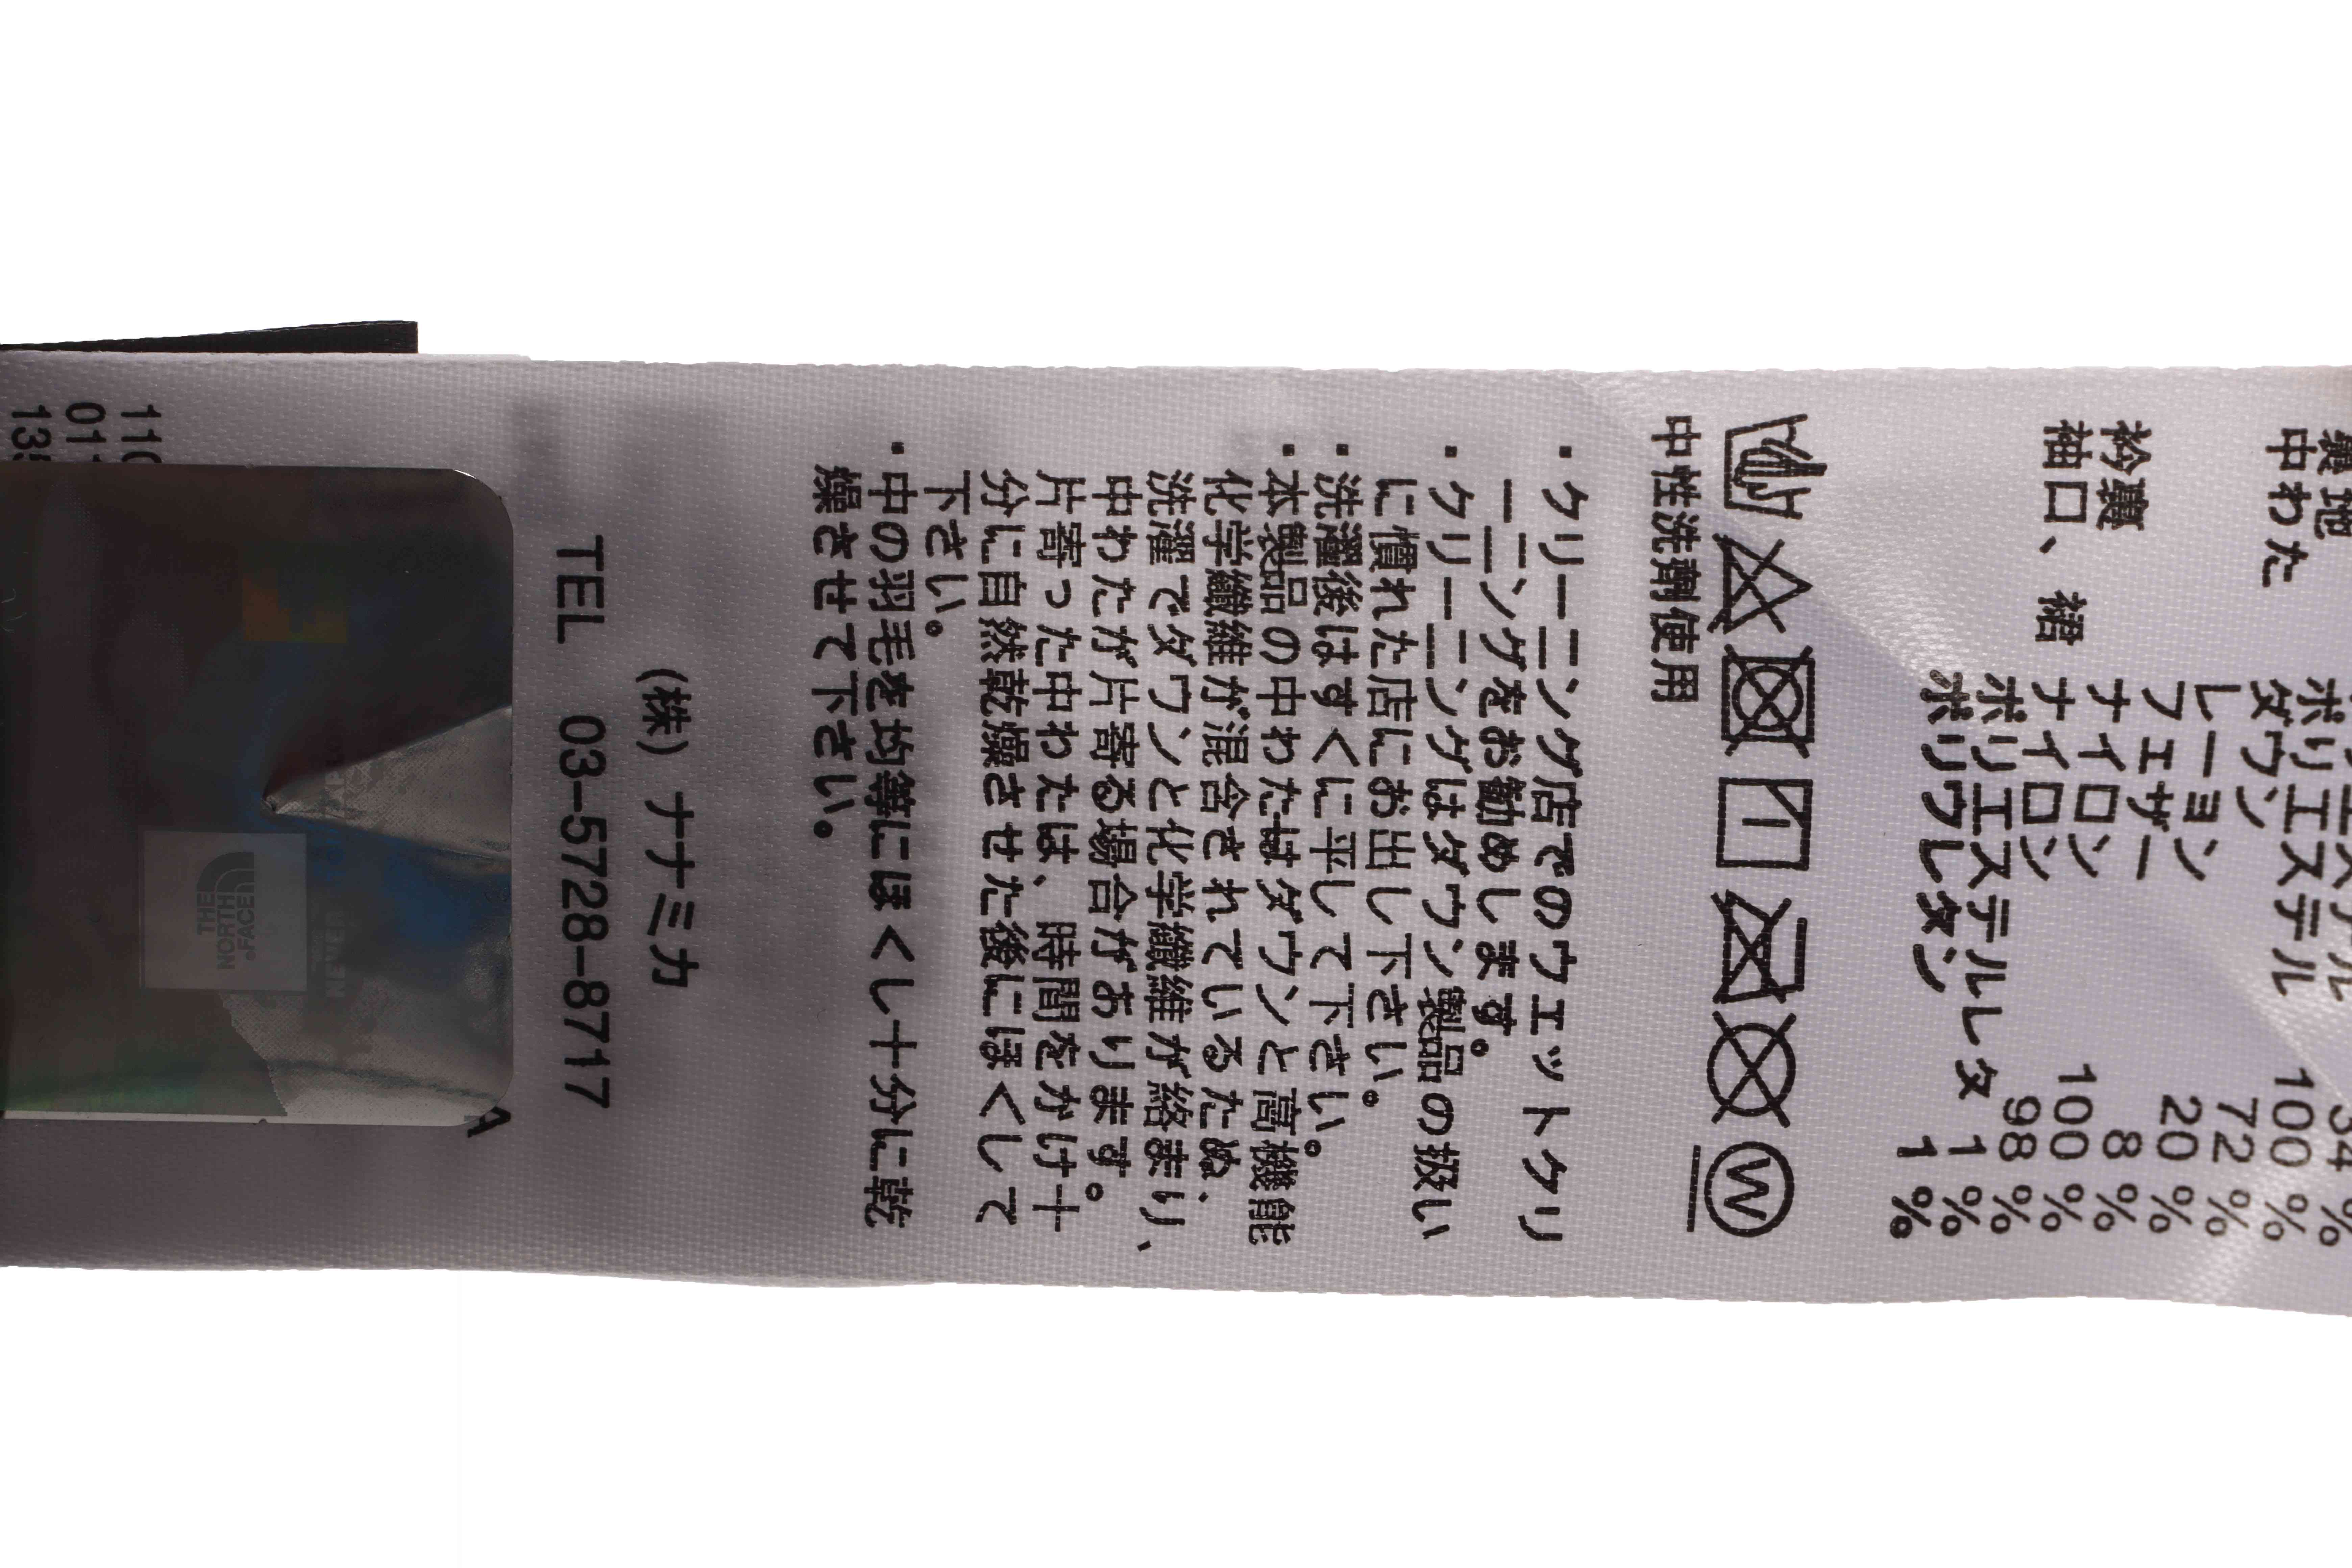 裏地 ポリエステル 100%
中わた ダウン 72%
レーヨン 20%
フェザー 8%
衿裏 ナイロン 100%
袖口、裾 ナイロン 98%
ポリエステルレタ 1%
ポリウレタン 1%
W
中性洗剤使用
・クリーニング店でのウエットクリ
ーニングをお勧めします。
・クリーニングはダウン製品の扱い
に慣れた店にお出し下さい。
・洗濯後はすぐに平干して下さい。
・本製品の中わたはダウンと高機能
化学繊維が混合されているため、
洗濯でダウンと化学繊維が絡まり、
中わたが片寄る場合があります。
片寄った中わたは、時間をかけ十
分に自然乾燥させた後にほぐして
下さい。
・中の羽毛を均等にほぐし十分に乾
燥させて下さい。
(株) ナナミカ
TEL 03-5728-8717
THE
NORTH
FACE